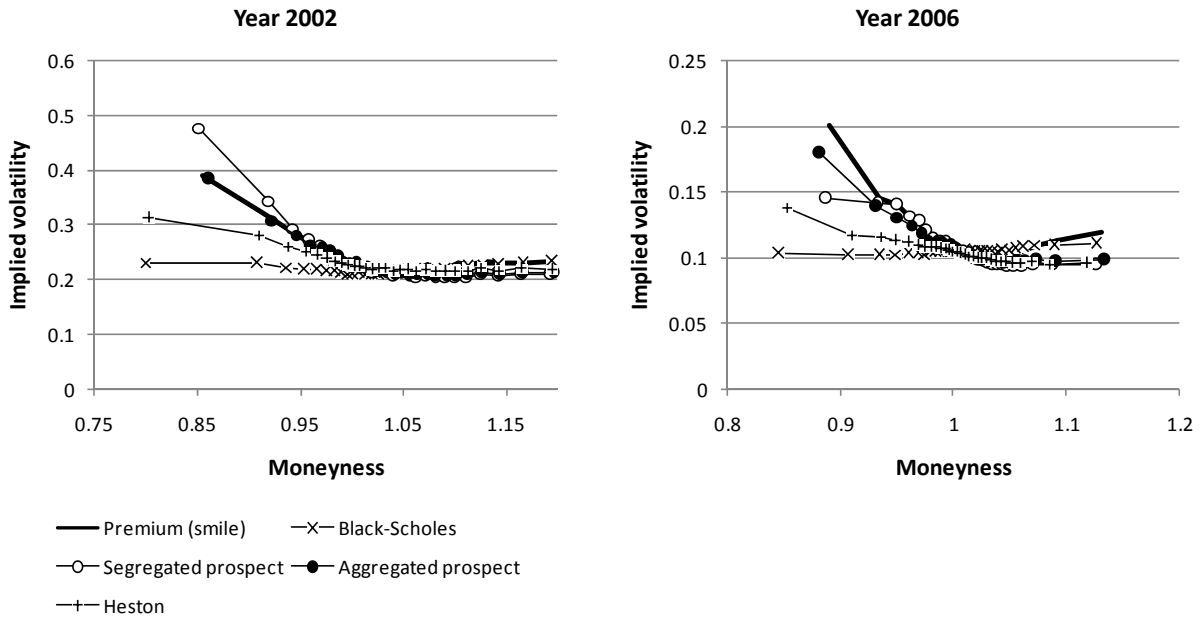 Year 2002
Implied volatility
0.6
0.5
0.4
0.3
0.2
0.1
0
0.75 0.85 0.95 1.05 1.15
Moneyness
Year 2006
Implied volatility
0.25
0.2
0.15
0.1
0.05
0
0.8 0.9 1 1.1 1.2
Moneyness
Premium (smile) Black-Scholes
Segregated prospect Aggregated prospect
Heston